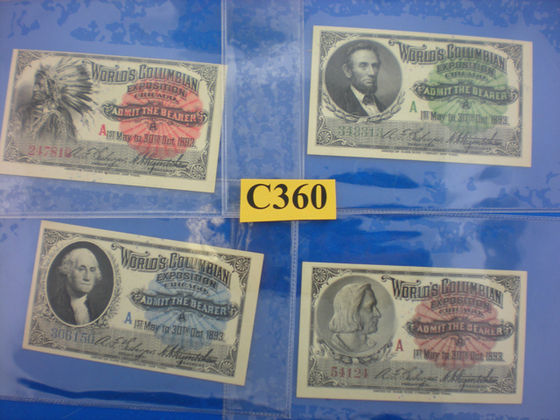 WORLD'S COLUMBIAN
EXPOSITION
CHICAGO
ADMIT THE BEARER
A
A 1ST May to 30TH Oct 1893.
WORLD'S COLUMBIAN
EXPOSITION
CHICAGO
ADMIT THE BEARER
A
A 1ST May to 30TH Oct 1893.
C360
WORLD'S COLUMBIAN
EXPOSITION
CHICAGO
ADMIT THE BEARER
A
A 1ST May to 30TH Oct 1893.
366150
WORLD'S COLUMBIAN
EXPOSITION
CHICAGO
ADMIT THE BEARER
A
A 1ST May to 30TH Oct 1893.
54124